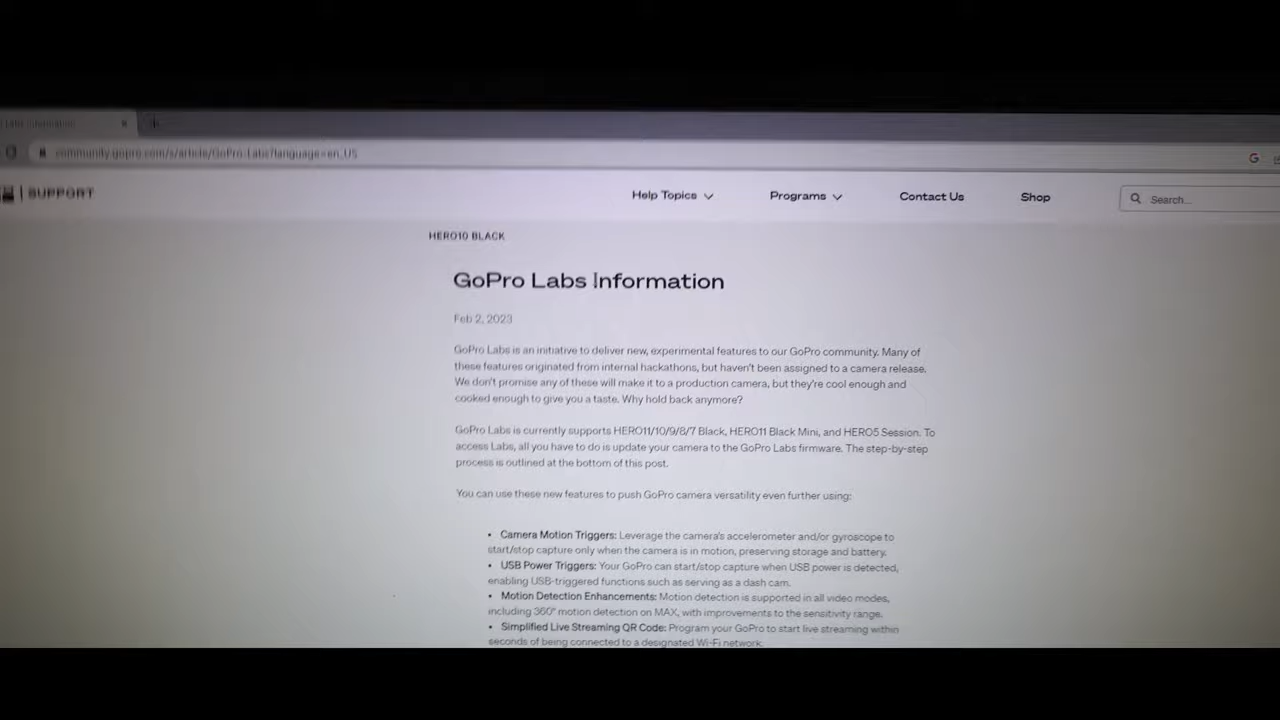 Labs Information
community.gopro.com/s/article/GoPro-Labs?language=en_US
| SUPPORT
Help Topics
Programs
Contact Us
Shop
Search...
HERO10 BLACK
GoPro Labs Information
Feb 2, 2023
GoPro Labs is an initiative to deliver new, experimental features to our GoPro community. Many of
these features originated from internal hackathons, but haven't been assigned to a camera release.
We don't promise any of these will make it to a production camera, but they're cool enough and
cooked enough to give you a taste. Why hold back anymore?
GoPro Labs is currently supports HERO11/10/9/8/7 Black, HERO11 Black Mini, and HERO5 Session. To
access Labs, all you have to do is update your camera to the GoPro Labs firmware. The step-by-step
process is outlined at the bottom of this post.
You can use these new features to push GoPro camera versatility even further using:
• Camera Motion Triggers: Leverage the camera's accelerometer and/or gyroscope to
start/stop capture only when the camera is in motion, preserving storage and battery.
• USB Power Triggers: Your GoPro can start/stop capture when USB power is detected,
enabling USB-triggered functions such as serving as a dash cam.
• Motion Detection Enhancements: Motion detection is supported in all video modes,
including 360° motion detection on MAX, with improvements to the sensitivity range.
• Simplified Live Streaming QR Code: Program your GoPro to start live streaming within
seconds of being connected to a designated Wi-Fi network.